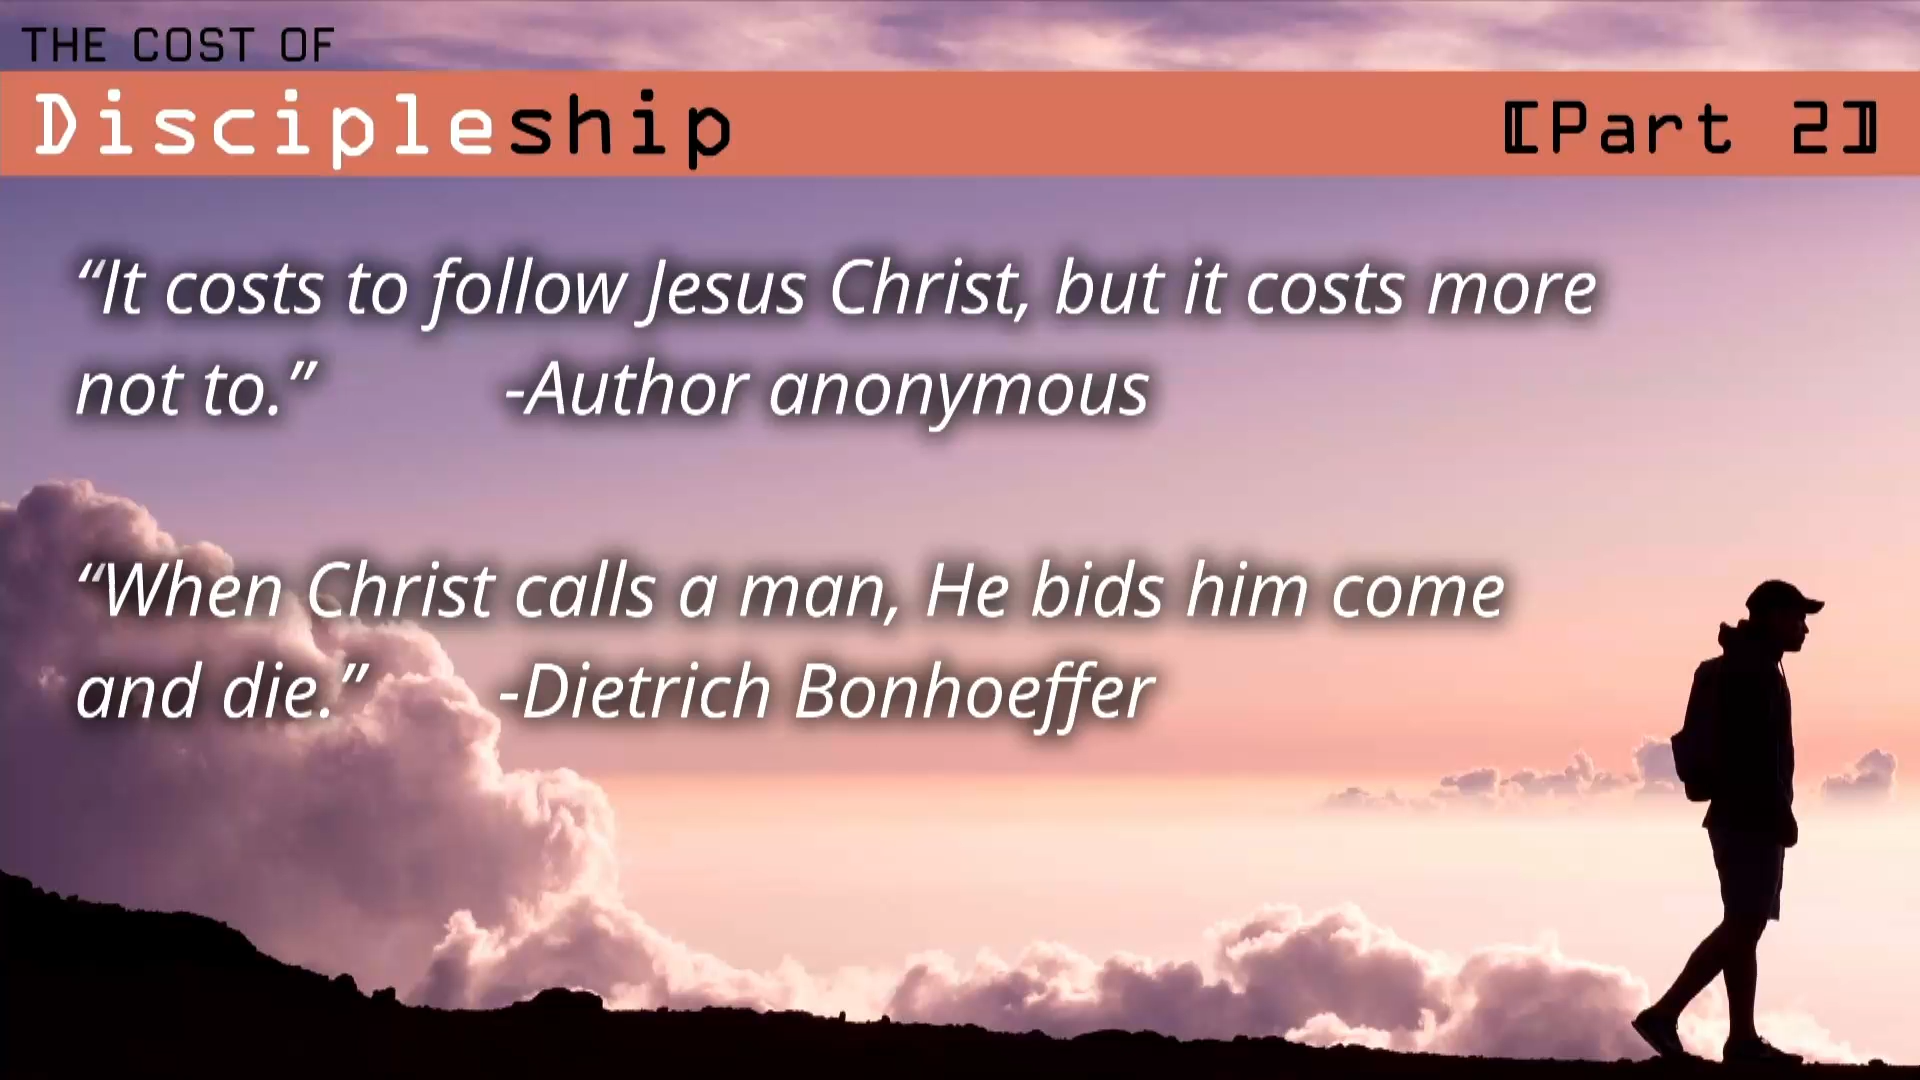 THE COST OF
Discipleship
[Part 2]
“It costs to follow Jesus Christ, but it costs more
not to.” -Author anonymous
“When Christ calls a man, He bids him come
and die.” -Dietrich Bonhoeffer